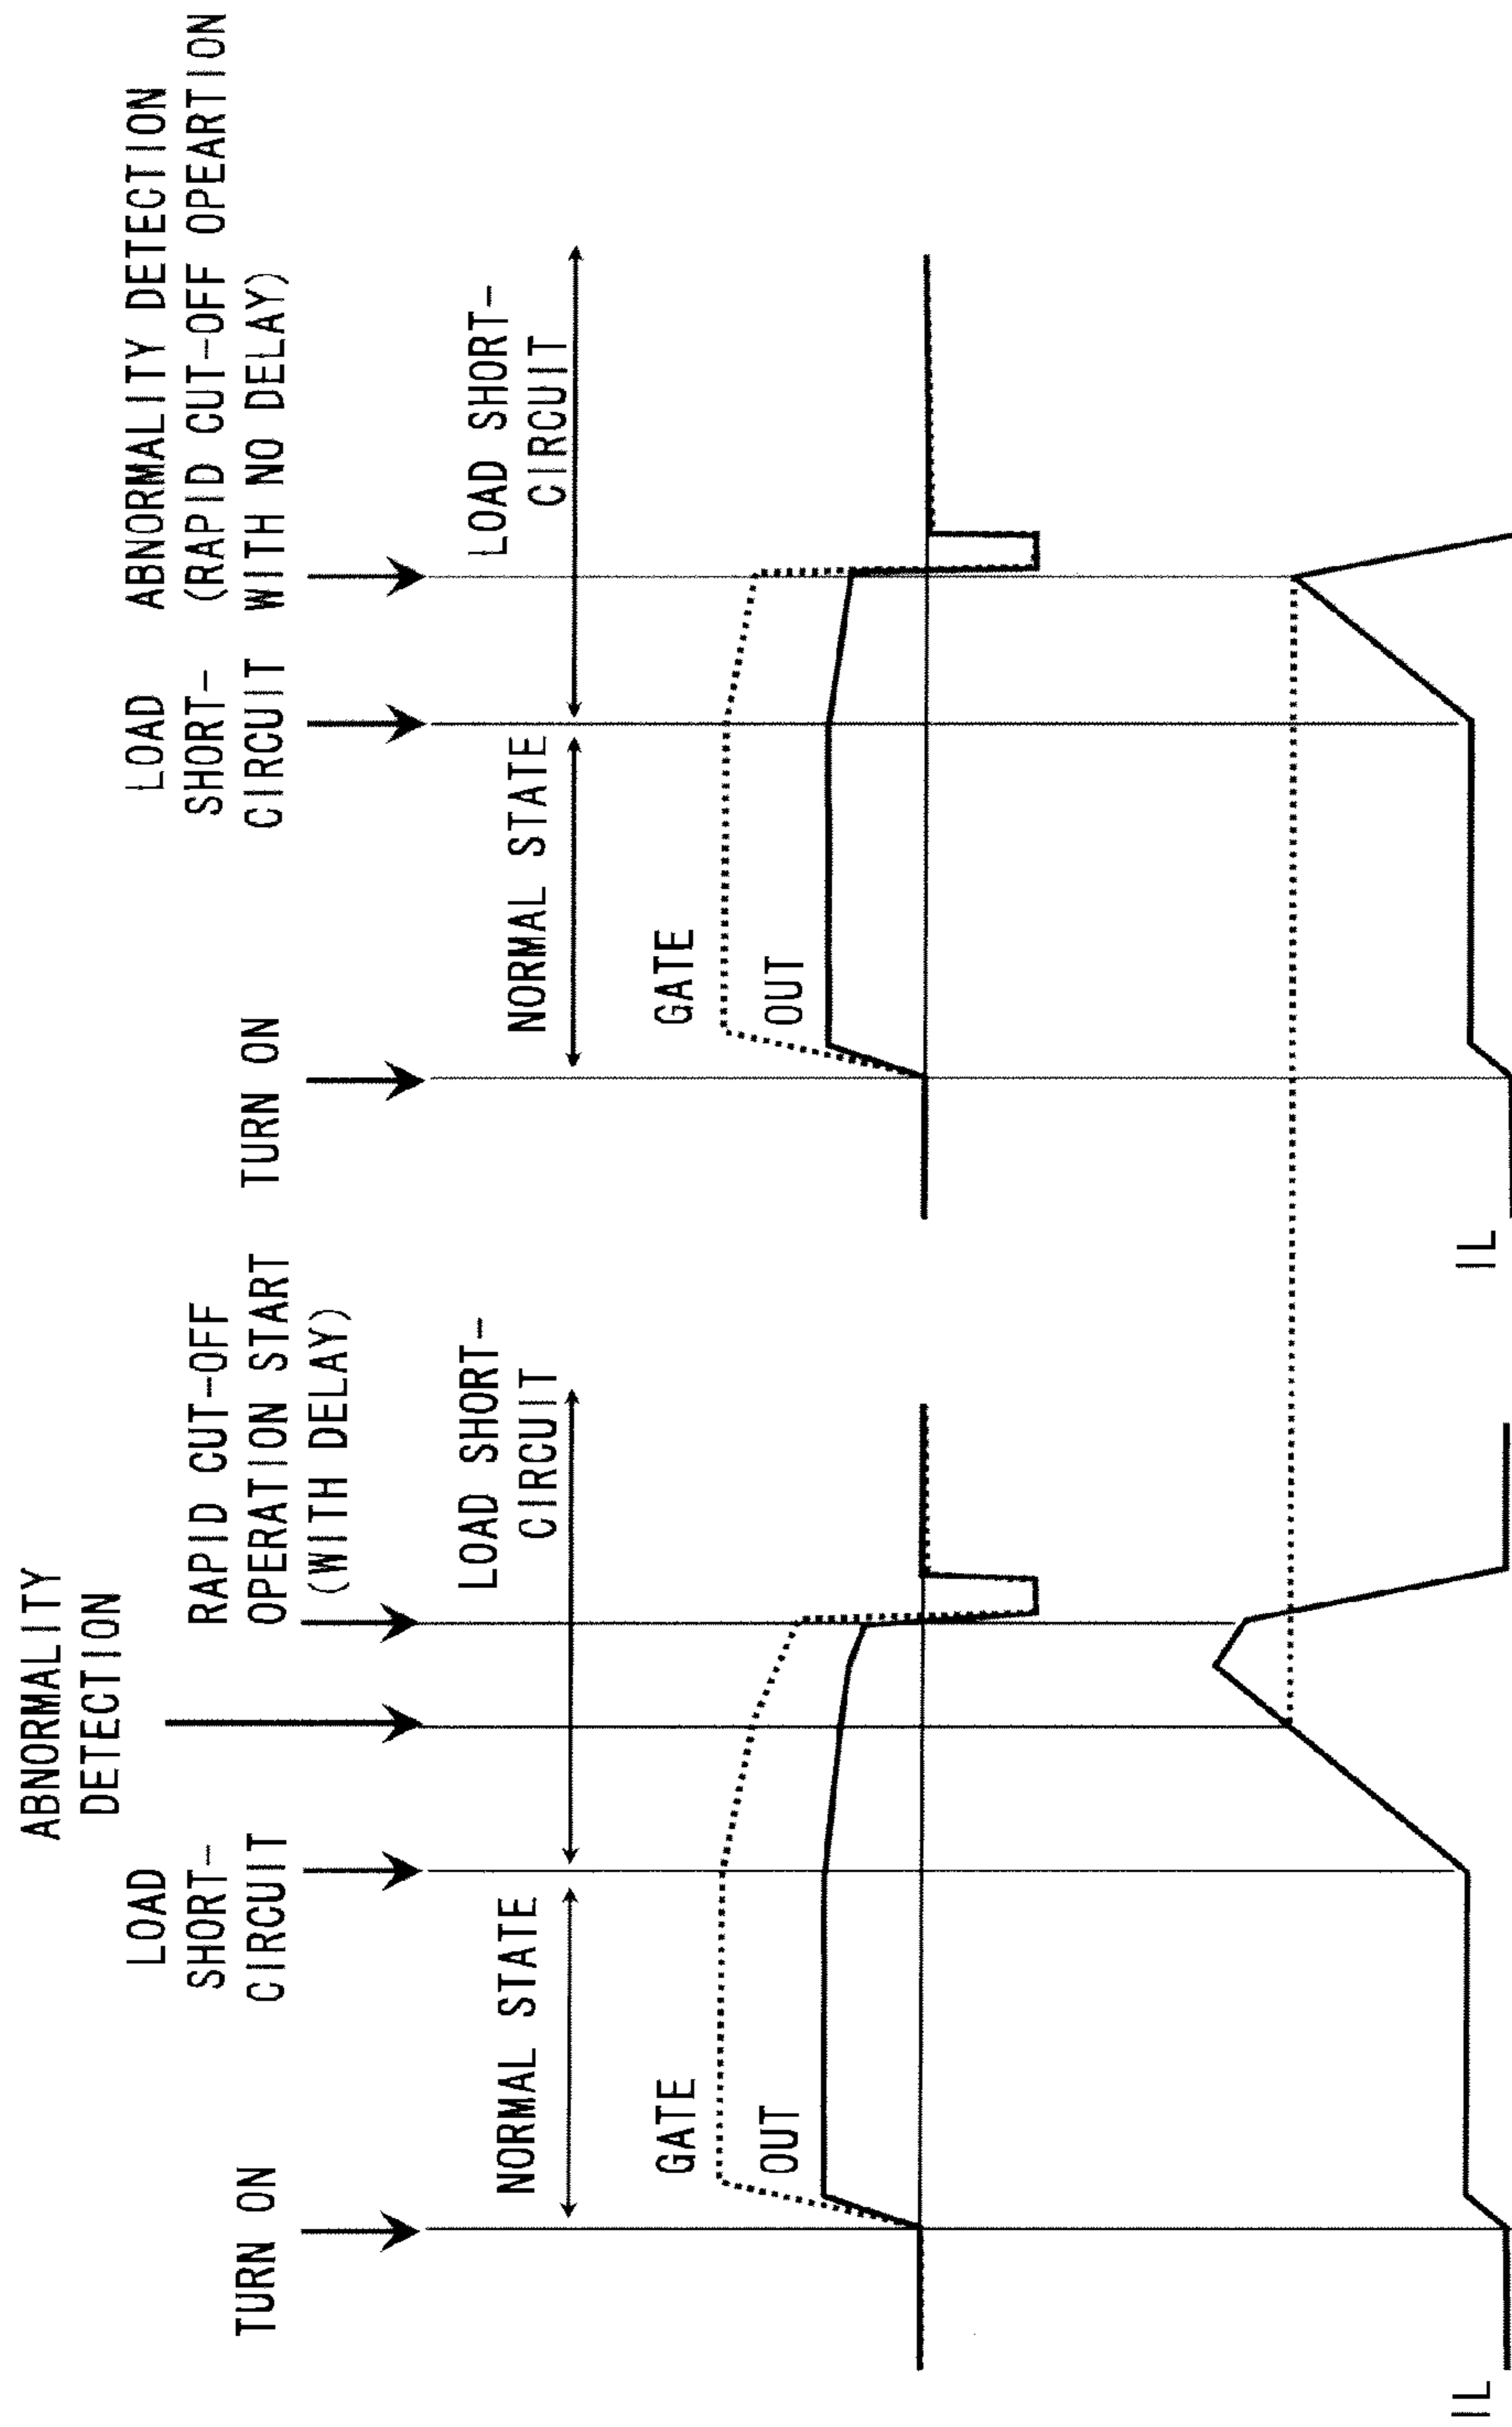 ABNORMALITY
DETECTION
LOAD
SHORT-
CIRCUIT
RAPID CUT-OFF
OPERATION START
(WITH DELAY)
TURN ON
NORMAL STATE
LOAD SHORT-
CIRCUIT
GATE
OUT
IL
LOAD
SHORT-
CIRCUIT
ABNORMALITY DETECTION
(RAPID CUT-OFF OPEARTION
WITH NO DELAY)
TURN ON
NORMAL STATE
LOAD SHORT-
CIRCUIT
GATE
OUT
IL